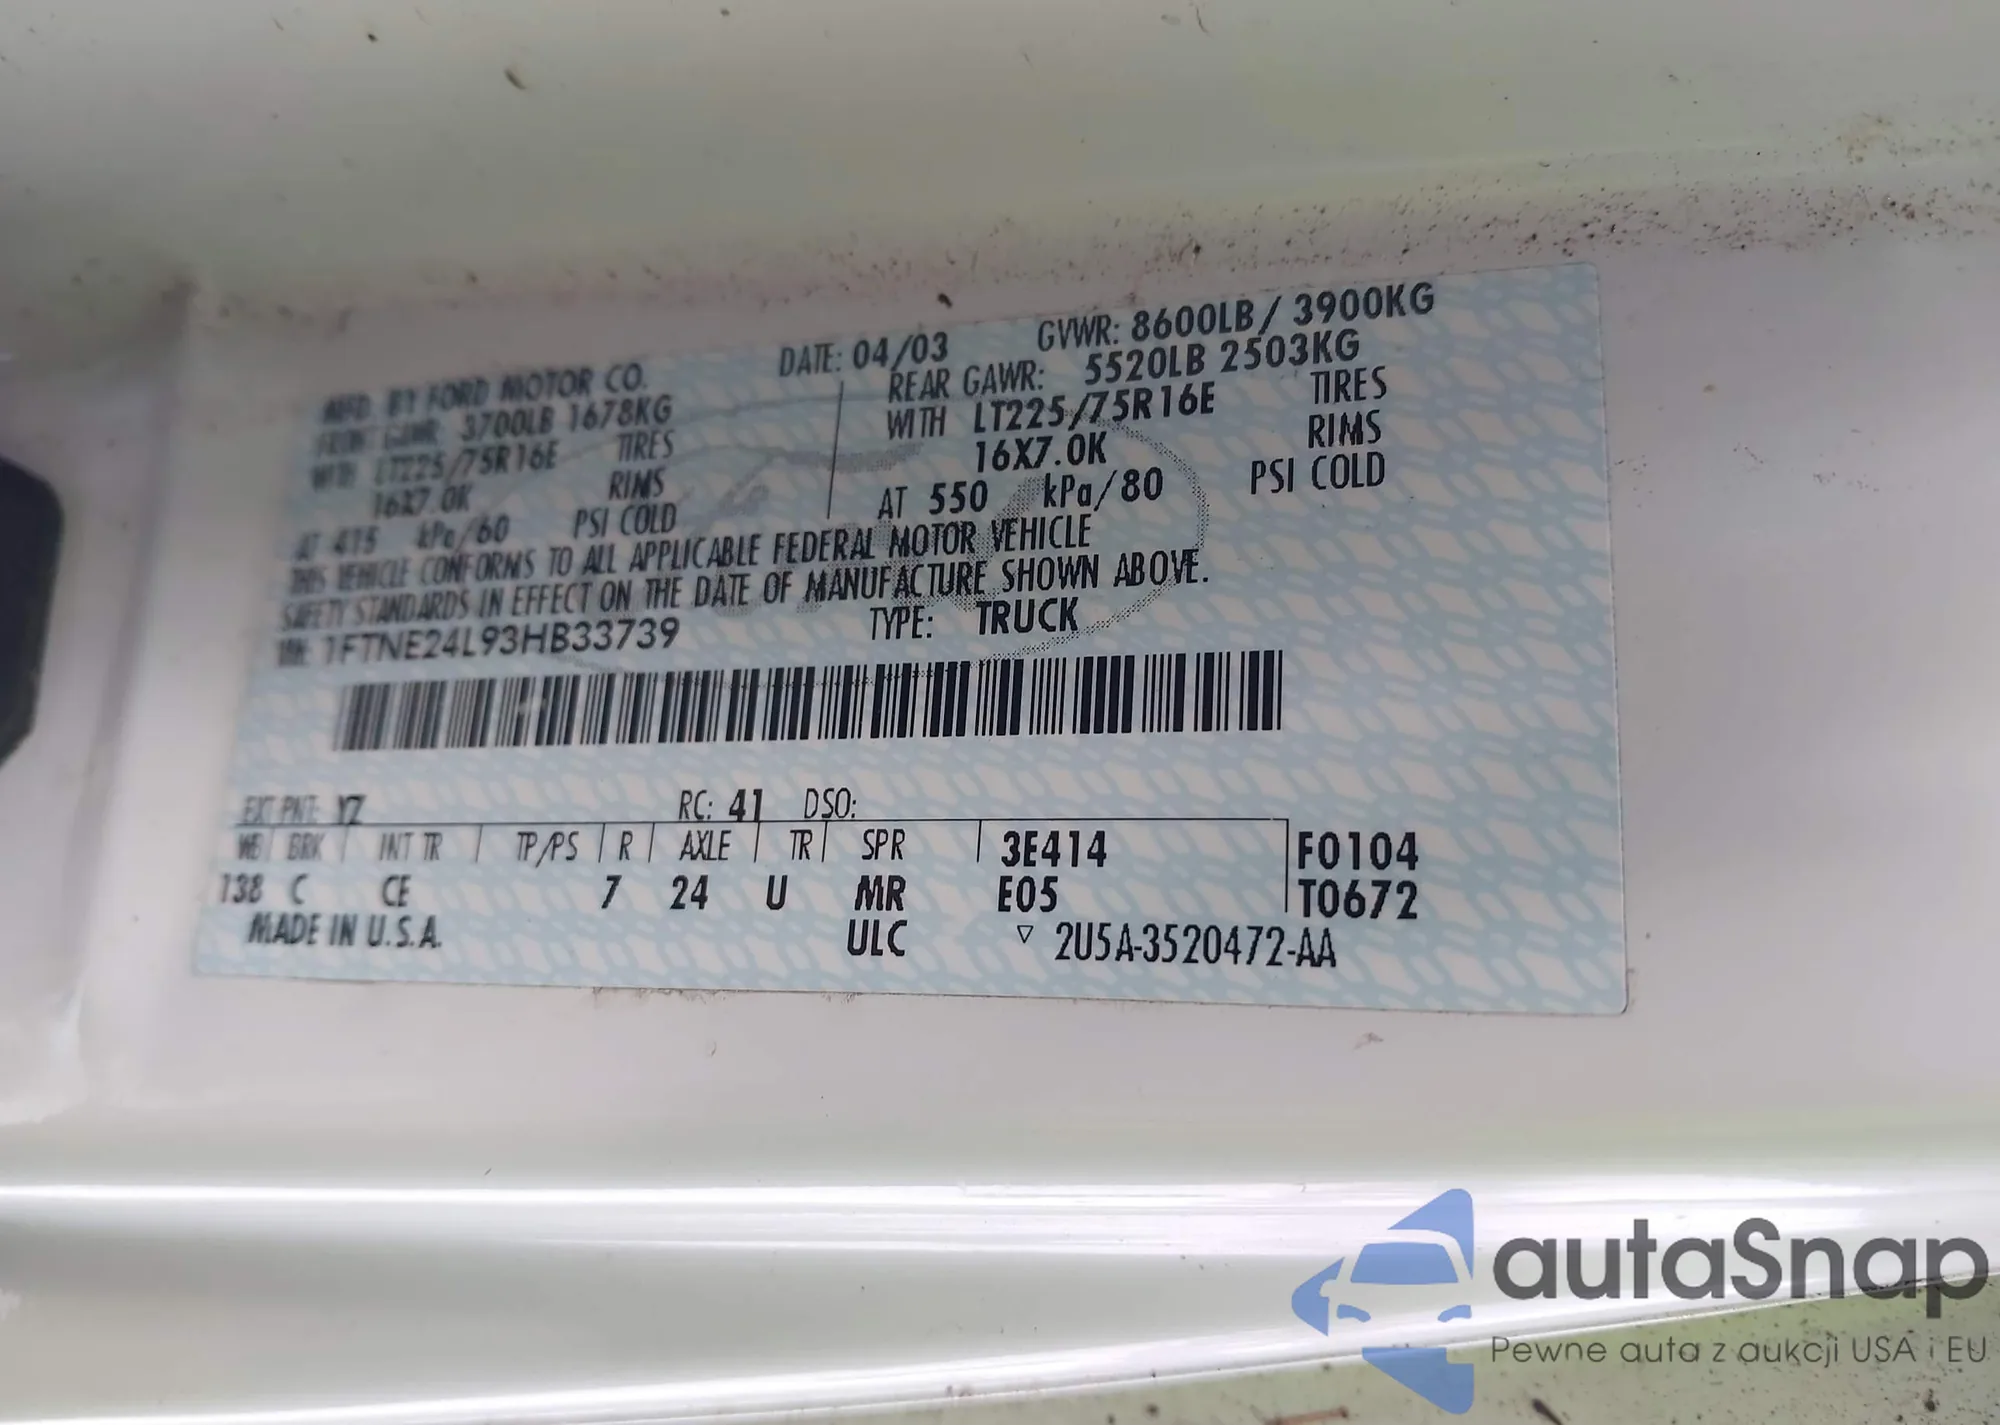 MFD. BY FORD MOTOR CO. DATE: 04/03 GVWR: 8600LB / 3900KG
FRONT GAWR: 3700LB 1678KG REAR GAWR: 5520LB 2503KG
WITH LT225/75R16E TIRES WITH LT225/75R16E TIRES
16X7.0K RIMS 16X7.0K RIMS
AT 415 kPa/60 PSI COLD AT 550 kPa/80 PSI COLD
THIS VEHICLE CONFORMS TO ALL APPLICABLE FEDERAL MOTOR VEHICLE
SAFETY STANDARDS IN EFFECT ON THE DATE OF MANUFACTURE SHOWN ABOVE.
VIN: 1FTNE24L93HB33739 TYPE: TRUCK
EXT PNT: YZ RC: 41 DSO:
WB BRK INT TR TP/PS R AXLE TR SPR 3E414 F0104
138 C CE 7 24 U MR E05 T0672
MADE IN U.S.A. ULC ▽ 2U5A-3520472-AA
autoSnap
Pewne auta z aukcji USA i EU